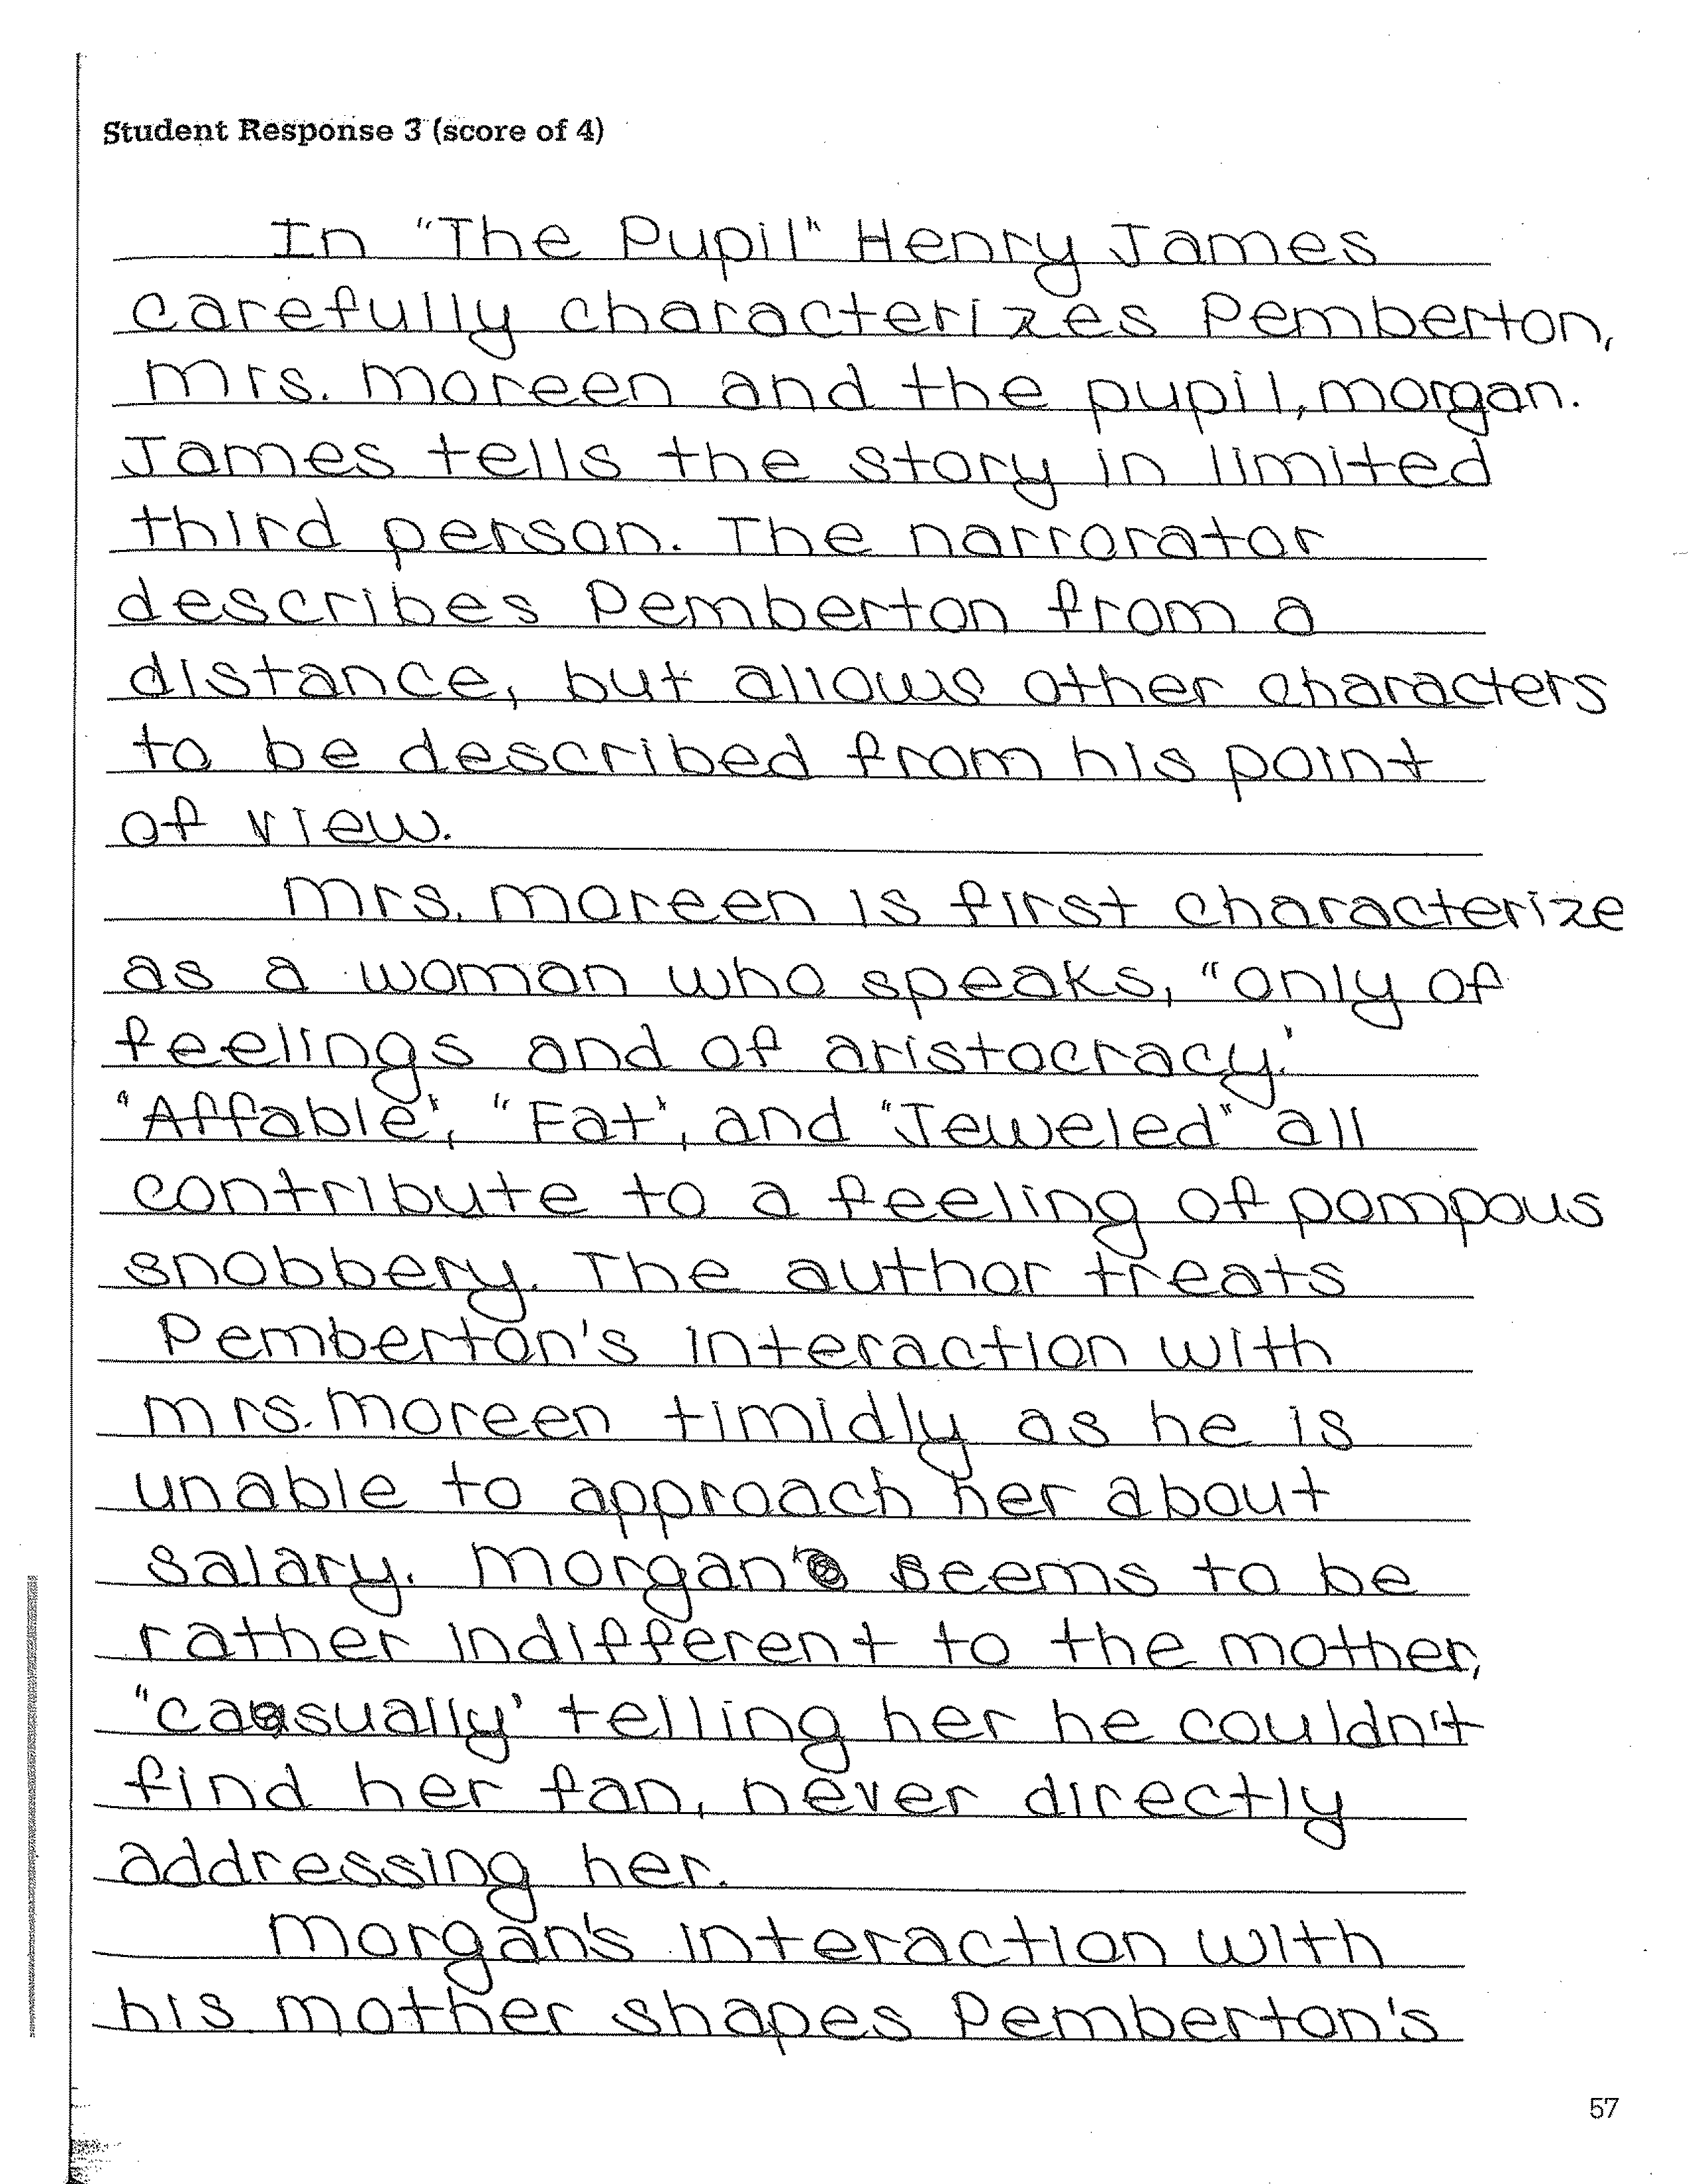 Student Response 3 (score of 4)
In "The Pupil" Henry James
carefully characterizes Pemberton,
Mrs. Moreen and the pupil, Morgan.
James tells the story in limited
third person. The narrorator
describes Pemberton from a
distance, but allows other characters
to be described from his point
of view.
Mrs. Moreen is first characterize
as a woman who speaks, "only of
feelings and of aristocracy."
"Affable", "Fat", and "Jeweled" all
contribute to a feeling of pompous
snobbery. The author treats
Pemberton's interaction with
Mrs. Moreen timidly as he is
unable to approach her about
salary. Morgan seems to be
rather indifferent to the mother,
"casually" telling her he couldn't
find her fan, never directly
addressing her.
Morgan's interaction with
his mother shapes Pemberton's
57